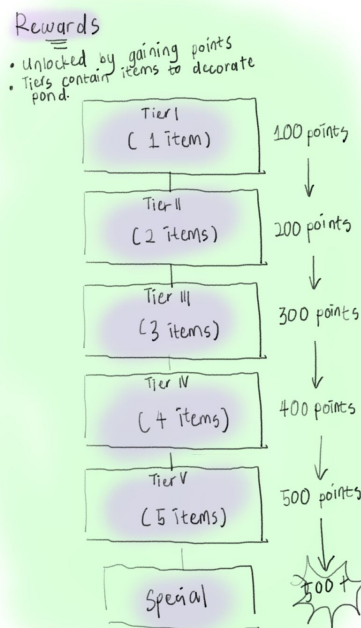 Rewards
• Unlocked by gaining points
• Tiers contain items to decorate
pond.
Tier I
(1 item)
100 points
Tier II
(2 items)
200 points
Tier III
(3 items)
300 points
Tier IV
(4 items)
400 points
Tier V
(5 items)
500 points
Special
500+